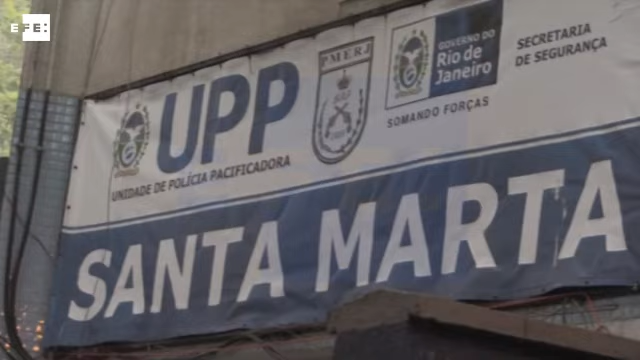 EFE:
UPP
UNIDADE DE POLÍCIA PACIFICADORA
PMERJ
GOVERNO DO
Rio de
Janeiro
SOMANDO FORÇAS
SECRETARIA
DE SEGURANÇA
SANTA MARTA